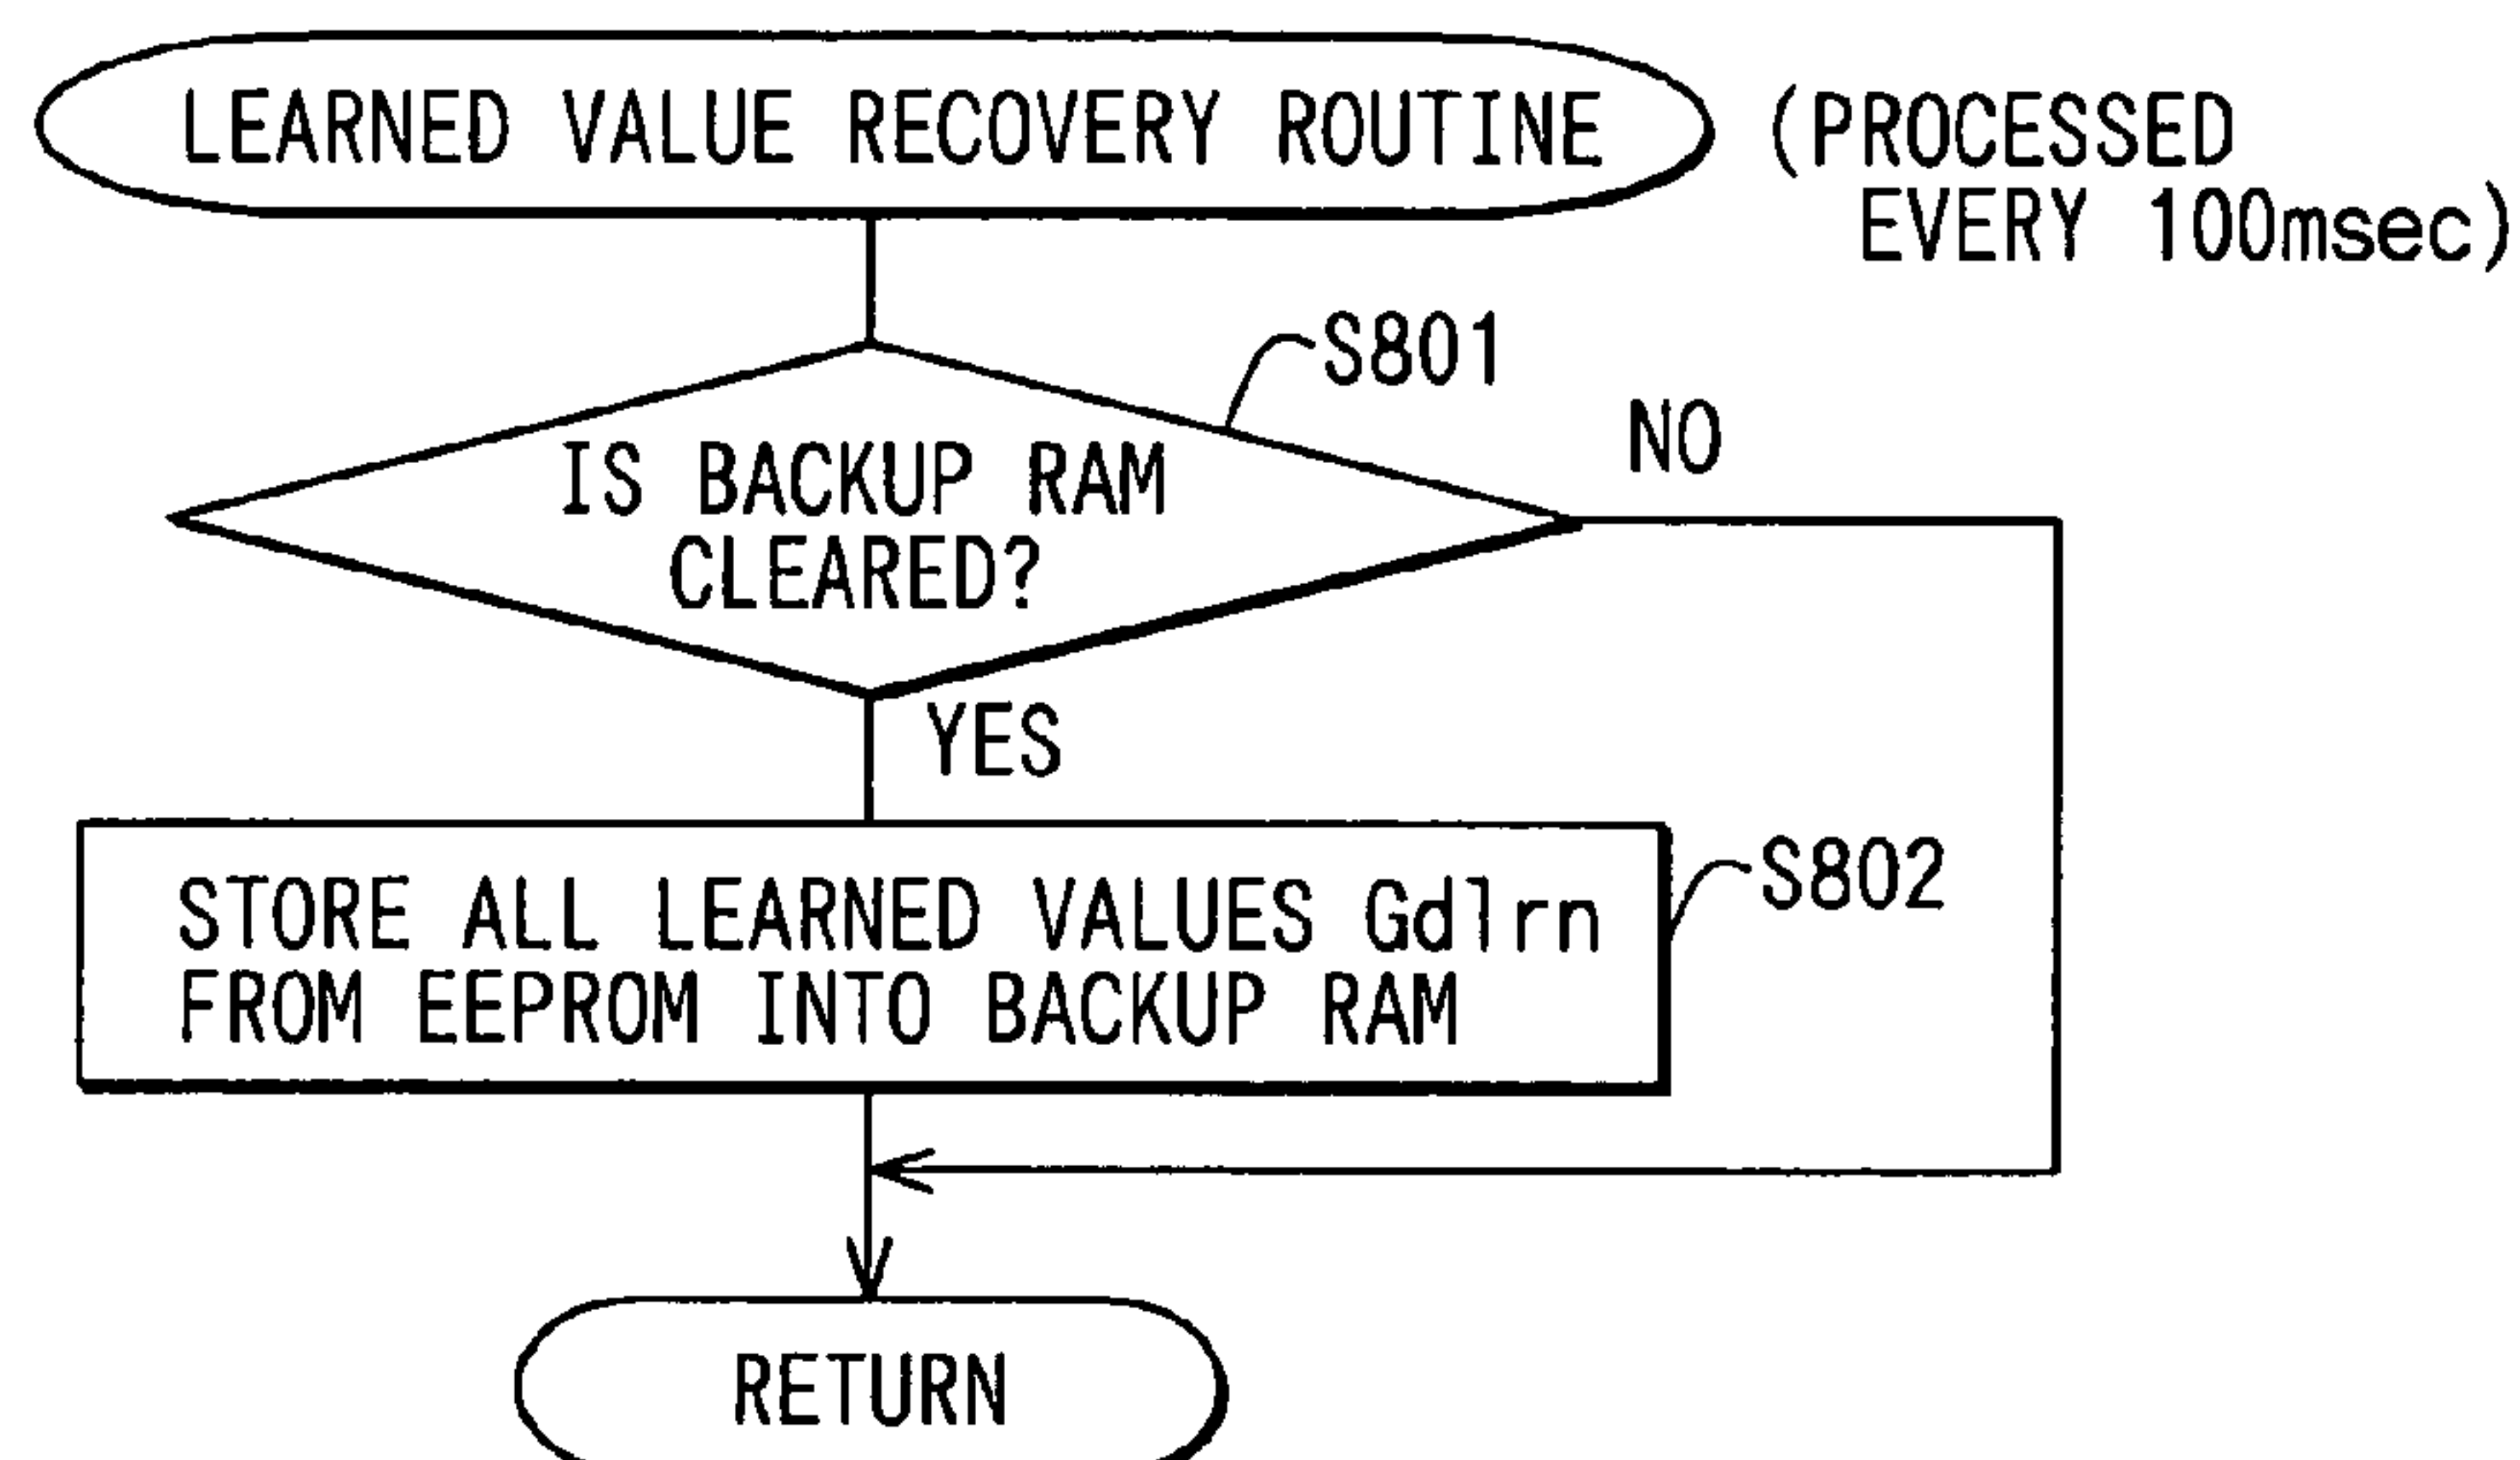 LEARNED VALUE RECOVERY ROUTINE
(PROCESSED
EVERY 100msec)
S801
NO
IS BACKUP RAM
CLEARED?
YES
S802
STORE ALL LEARNED VALUES Gdlrn
FROM EEPROM INTO BACKUP RAM
RETURN